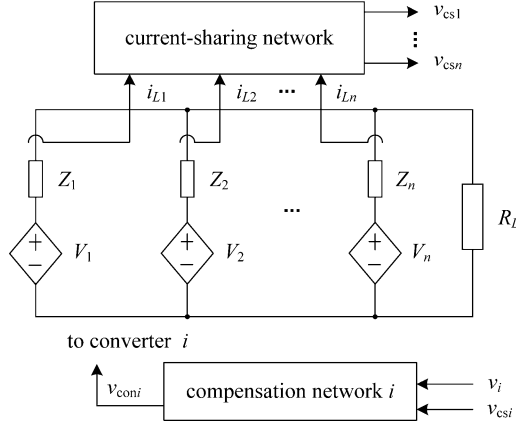 current-sharing network
v_cs1
⋮
v_csn
i_L1 i_L2 ··· i_Ln
Z_1 Z_2 Z_n
R_L
···
+ + +
− − −
V_1 V_2 V_n
to converter i
v_coni
compensation network i
v_i
v_csi